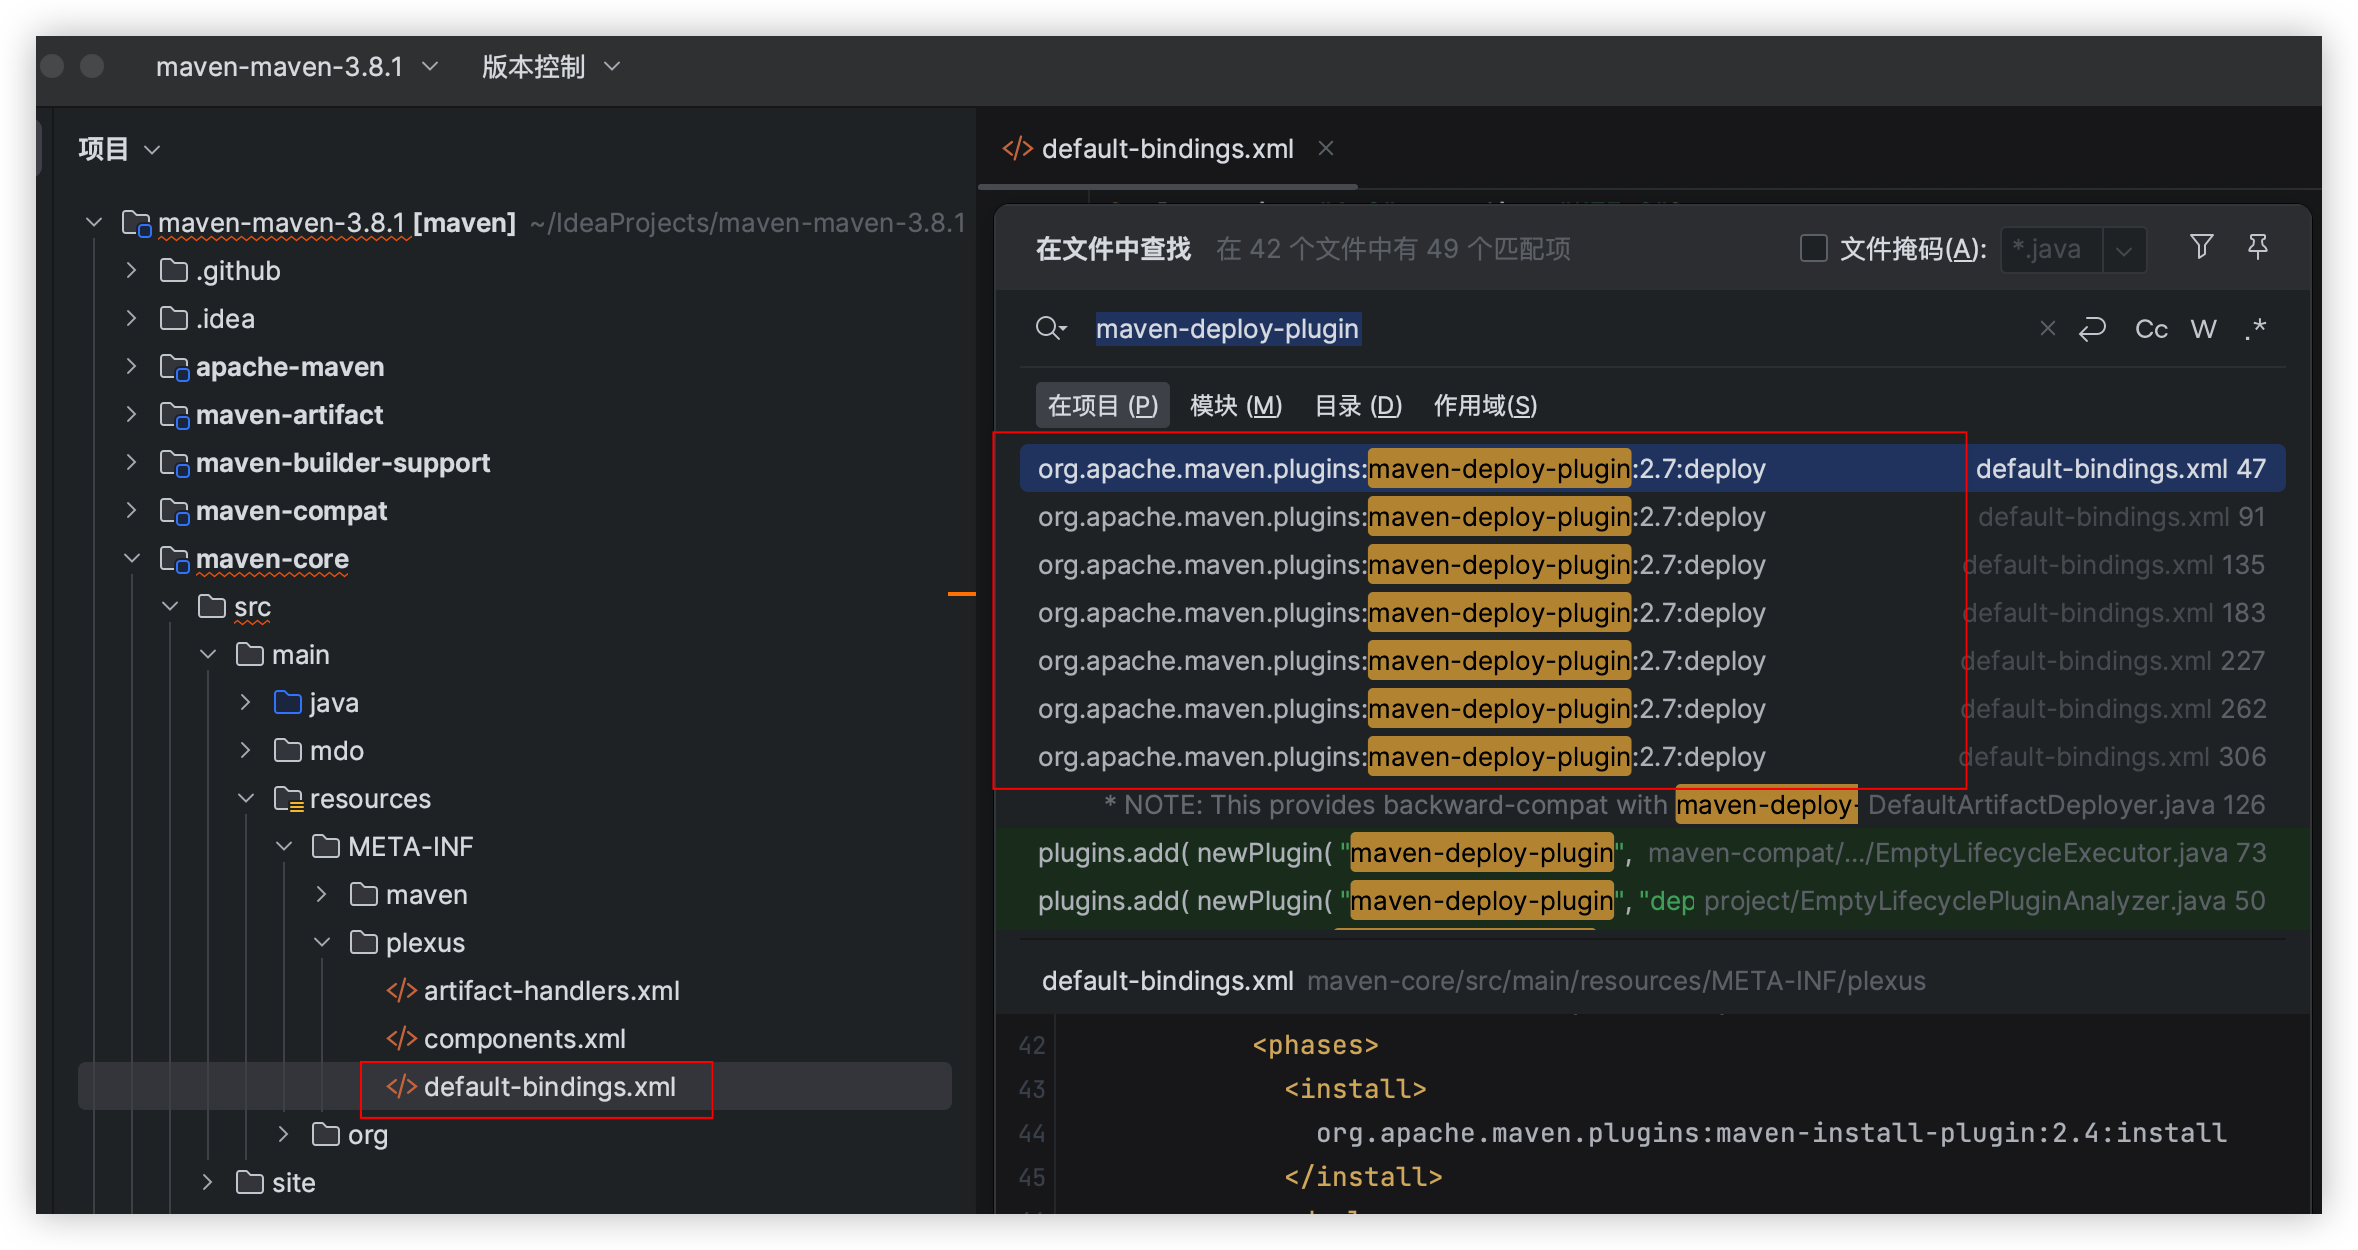 maven-maven-3.8.1 版本控制
项目
maven-maven-3.8.1 [maven] ~/IdeaProjects/maven-maven-3.8.1
.github
.idea
apache-maven
maven-artifact
maven-builder-support
maven-compat
maven-core
src
main
java
mdo
resources
META-INF
maven
plexus
artifact-handlers.xml
components.xml
default-bindings.xml
org
site
default-bindings.xml
在文件中查找 在 42 个文件中有 49 个匹配项 文件掩码(A): *.java
maven-deploy-plugin Cc W .*
在项目 (P) 模块 (M) 目录 (D) 作用域(S)
org.apache.maven.plugins:maven-deploy-plugin:2.7:deploy default-bindings.xml 47
org.apache.maven.plugins:maven-deploy-plugin:2.7:deploy default-bindings.xml 91
org.apache.maven.plugins:maven-deploy-plugin:2.7:deploy default-bindings.xml 135
org.apache.maven.plugins:maven-deploy-plugin:2.7:deploy default-bindings.xml 183
org.apache.maven.plugins:maven-deploy-plugin:2.7:deploy default-bindings.xml 227
org.apache.maven.plugins:maven-deploy-plugin:2.7:deploy default-bindings.xml 262
org.apache.maven.plugins:maven-deploy-plugin:2.7:deploy default-bindings.xml 306
* NOTE: This provides backward-compat with maven-deploy- DefaultArtifactDeployer.java 126
plugins.add( newPlugin( "maven-deploy-plugin", maven-compat/.../EmptyLifecycleExecutor.java 73
plugins.add( newPlugin( "maven-deploy-plugin", "dep project/EmptyLifecyclePluginAnalyzer.java 50
default-bindings.xml maven-core/src/main/resources/META-INF/plexus
42 <phases>
43 <install>
44 org.apache.maven.plugins:maven-install-plugin:2.4:install
45 </install>